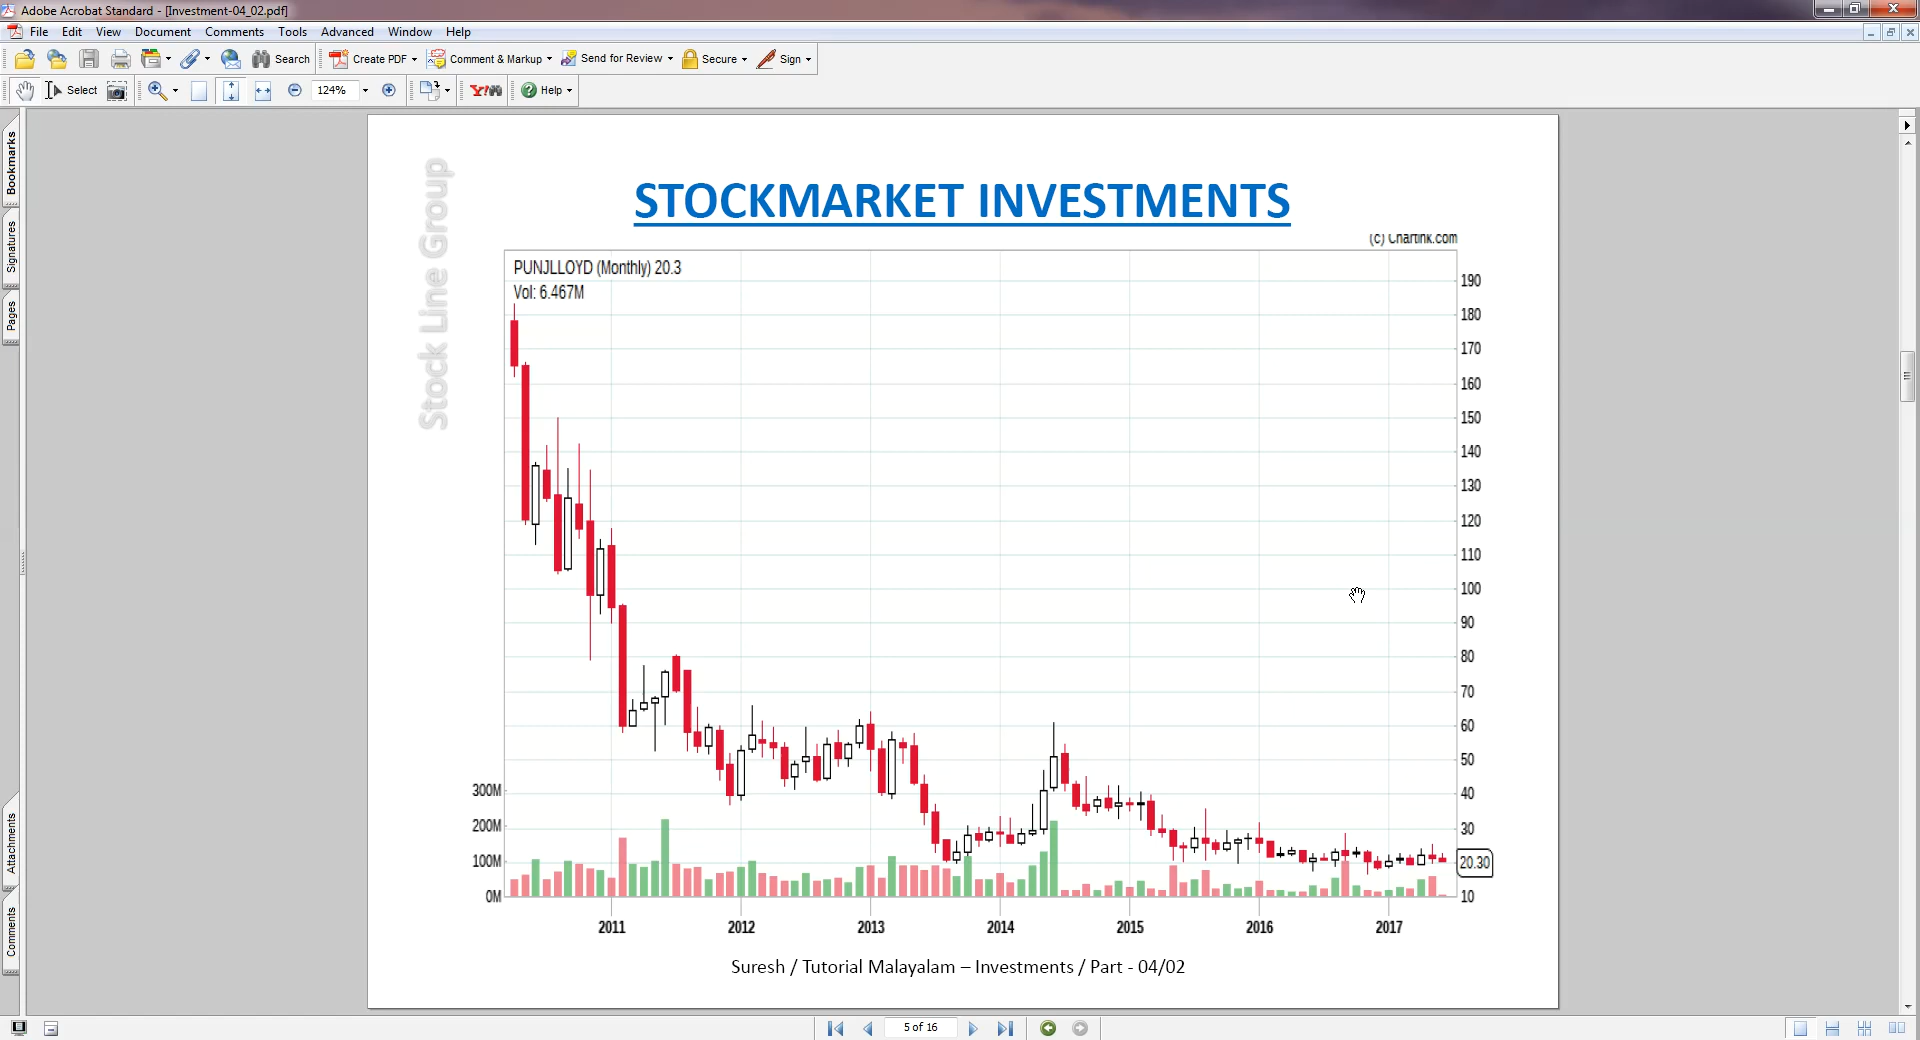 Adobe Acrobat Standard - [Investment-04_02.pdf]
File Edit View Document Comments Tools Advanced Window Help
Search Create PDF Comment & Markup Send for Review Secure Sign
Select 124% Y! Help
Bookmarks
Signatures
Pages
Attachments
Comments
Stock Line Group
STOCKMARKET INVESTMENTS
(c) Chartink.com
PUNJLLOYD (Monthly) 20.3
Vol: 6.467M
190
180
170
160
150
140
130
120
110
100
90
80
70
60
50
40
30
20.30
10
300M
200M
100M
0M
2011 2012 2013 2014 2015 2016 2017
Suresh / Tutorial Malayalam – Investments / Part - 04/02
5 of 16